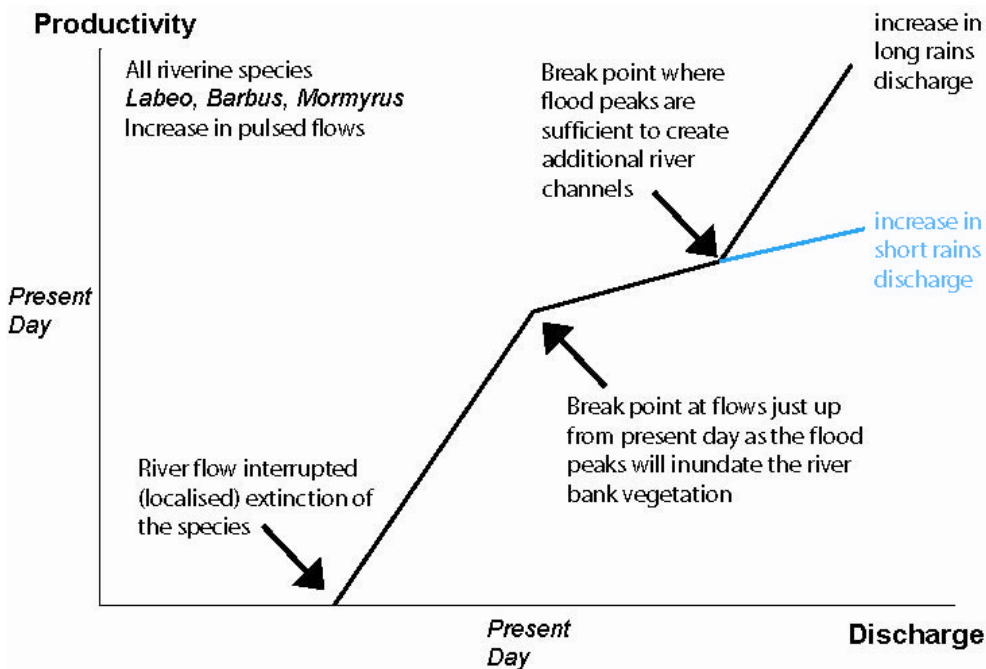 Productivity
All riverine species
Labeo, Barbus, Mormyrus
Increase in pulsed flows
Break point where
flood peaks are
sufficient to create
additional river
channels
increase in
long rains
discharge
increase in
short rains
discharge
Present
Day
Break point at flows just up
from present day as the flood
peaks will inundate the river
bank vegetation
River flow interrupted
(localised) extinction of
the species
Present
Day
Discharge